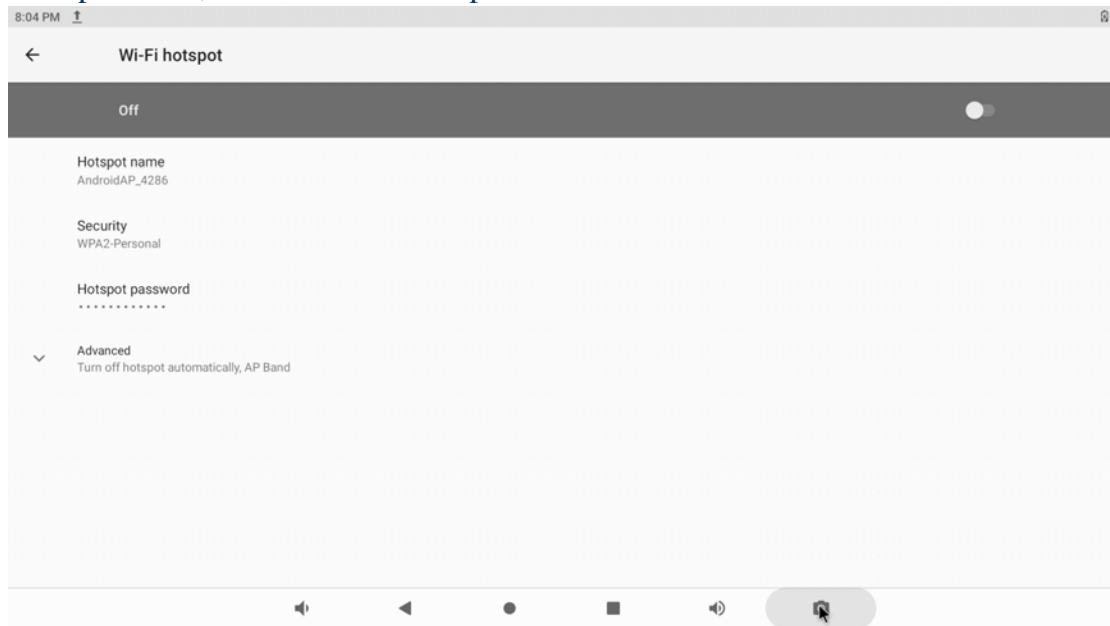 8:04 PM
Wi-Fi hotspot
Off
Hotspot name
AndroidAP_4286
Security
WPA2-Personal
Hotspot password
............
Advanced
Turn off hotspot automatically, AP Band